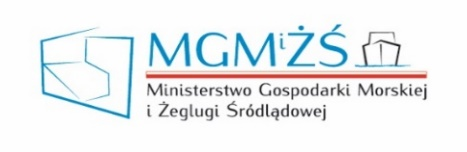 MGMiŻŚ
Ministerstwo Gospodarki Morskiej
i Żeglugi Śródlądowej